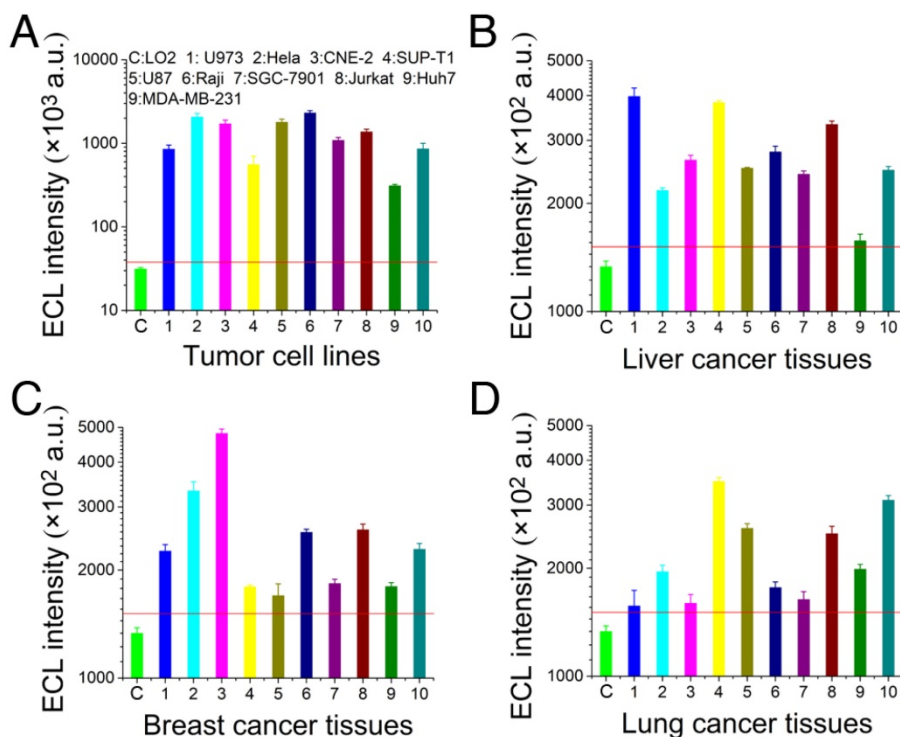 A
ECL intensity (×10³ a.u.)
10000
1000
100
10
C:LO2 1: U973 2:Hela 3:CNE-2 4:SUP-T1
5:U87 6:Raji 7:SGC-7901 8:Jurkat 9:Huh7
9:MDA-MB-231
C 1 2 3 4 5 6 7 8 9 10
Tumor cell lines
B
ECL intensity (×10² a.u.)
5000
4000
3000
2000
1000
C 1 2 3 4 5 6 7 8 9 10
Liver cancer tissues
C
ECL intensity (×10² a.u.)
5000
4000
3000
2000
1000
C 1 2 3 4 5 6 7 8 9 10
Breast cancer tissues
D
ECL intensity (×10² a.u.)
5000
4000
3000
2000
1000
C 1 2 3 4 5 6 7 8 9 10
Lung cancer tissues